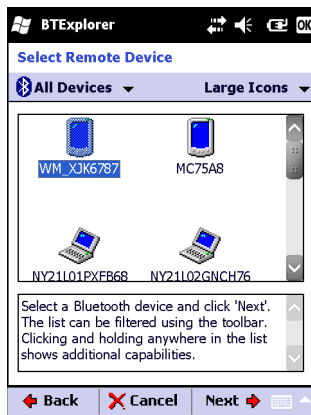 BTExplorer OK
Select Remote Device
All Devices Large Icons
WM_XJK6787 MC75A8
NY21L01PXFB68 NY21L02GNCH76
Select a Bluetooth device and click 'Next'.
The list can be filtered using the toolbar.
Clicking and holding anywhere in the list
shows additional capabilities.
Back Cancel Next